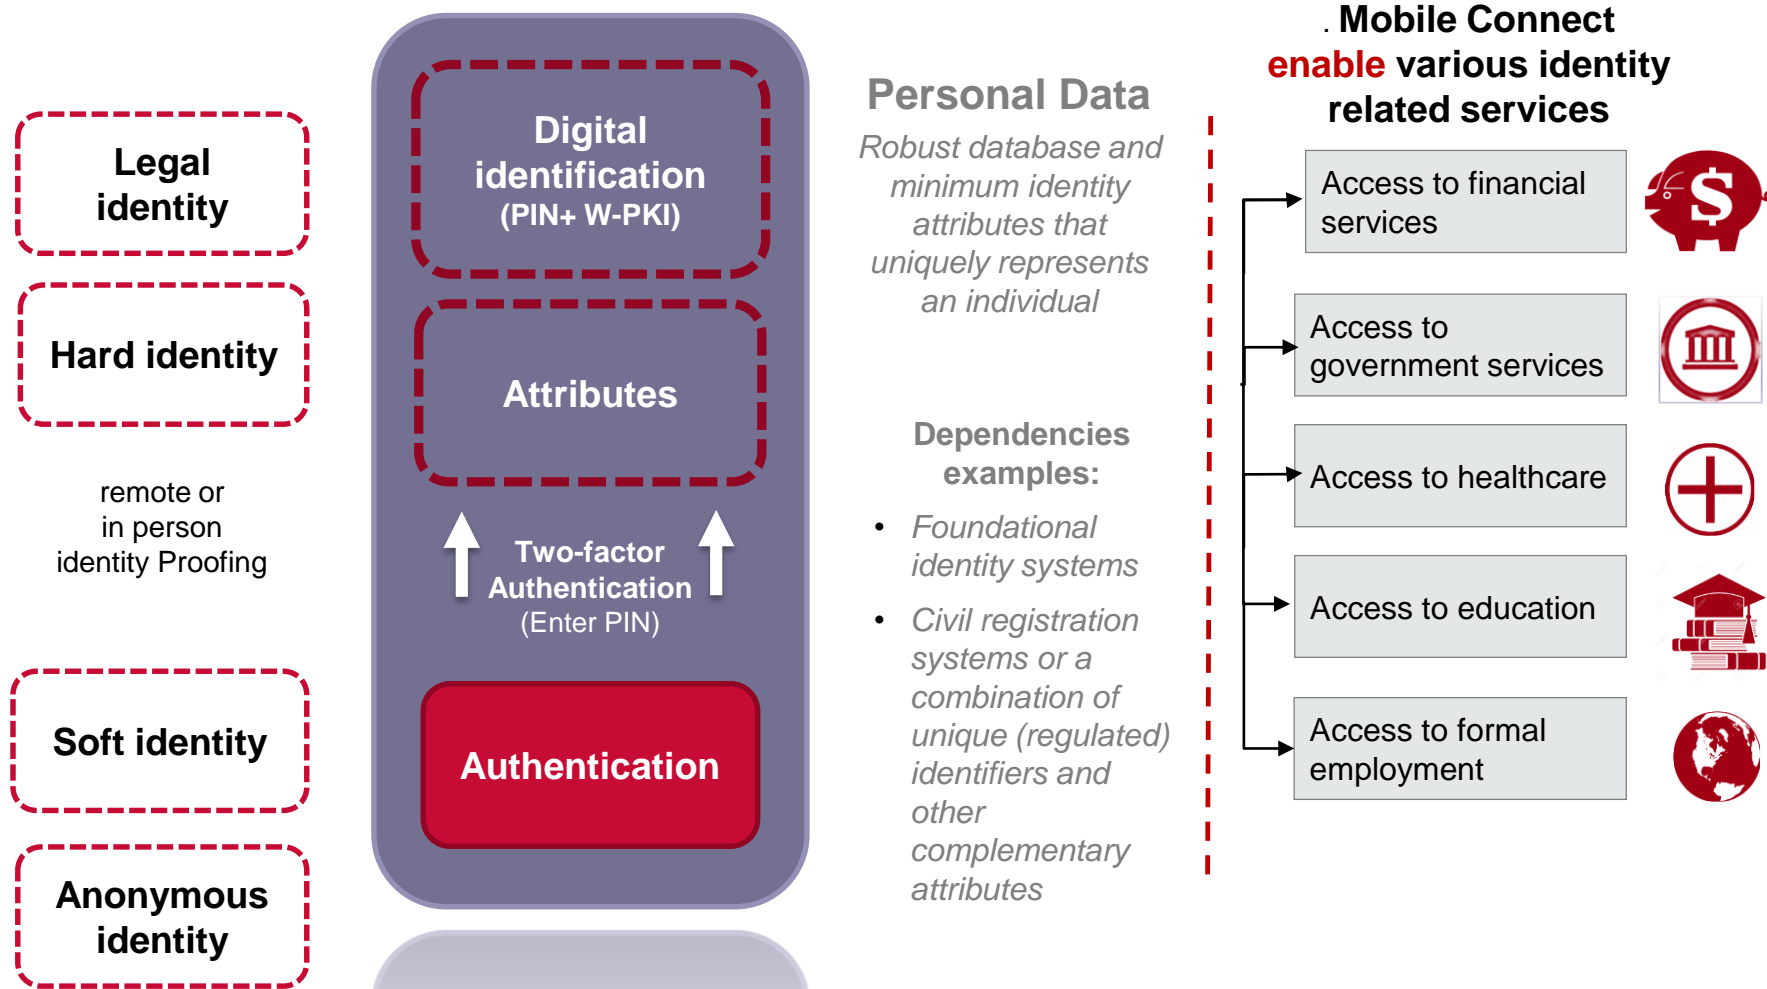 Legal
identity
Hard identity
remote or
in person
identity Proofing
Soft identity
Anonymous
identity
Digital
identification
(PIN+ W-PKI)
Attributes
Two-factor
Authentication
(Enter PIN)
Authentication
Personal Data
Robust database and
minimum identity
attributes that
uniquely represents
an individual
Dependencies
examples:
• Foundational
identity systems
• Civil registration
systems or a
combination of
unique (regulated)
identifiers and
other
complementary
attributes
. Mobile Connect
enable various identity
related services
Access to financial
services
$
Access to
government services
Access to healthcare
Access to education
Access to formal
employment